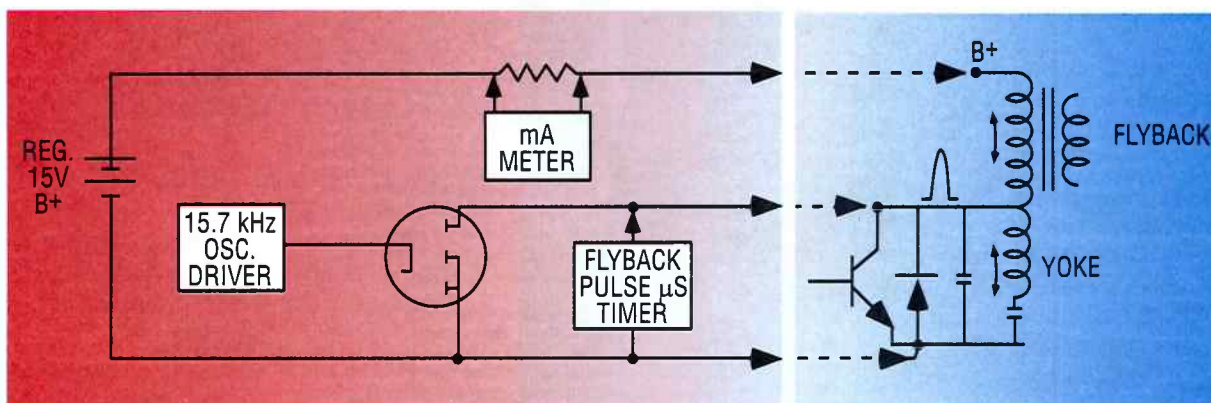 B+
mA
METER
FLYBACK
REG.
15V
B+
15.7 kHz
OSC.
DRIVER
FLYBACK
PULSE µS
TIMER
YOKE